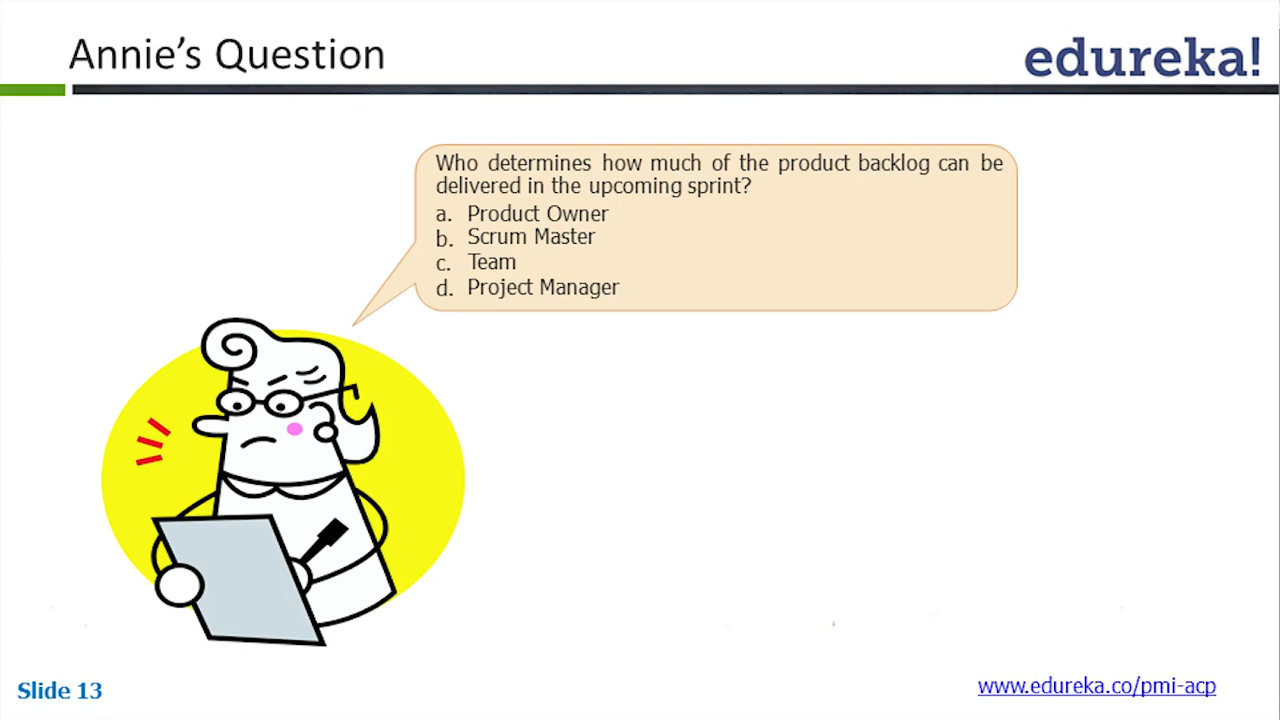 Annie's Question
edureka!
Who determines how much of the product backlog can be
delivered in the upcoming sprint?
a. Product Owner
b. Scrum Master
c. Team
d. Project Manager
Slide 13
www.edureka.co/pmi-acp